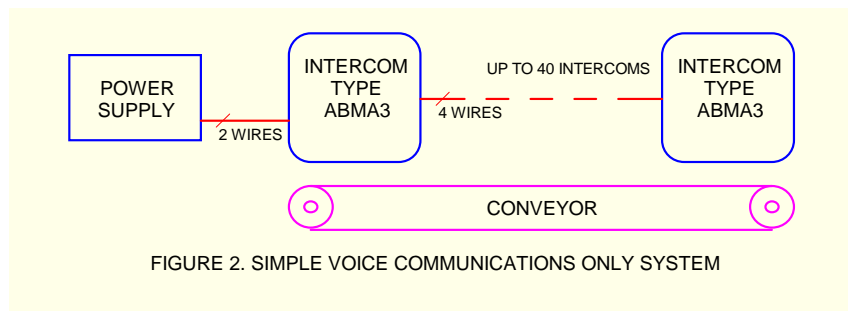 POWER
SUPPLY
2 WIRES
INTERCOM
TYPE
ABMA3
4 WIRES
UP TO 40 INTERCOMS
INTERCOM
TYPE
ABMA3
CONVEYOR
FIGURE 2. SIMPLE VOICE COMMUNICATIONS ONLY SYSTEM